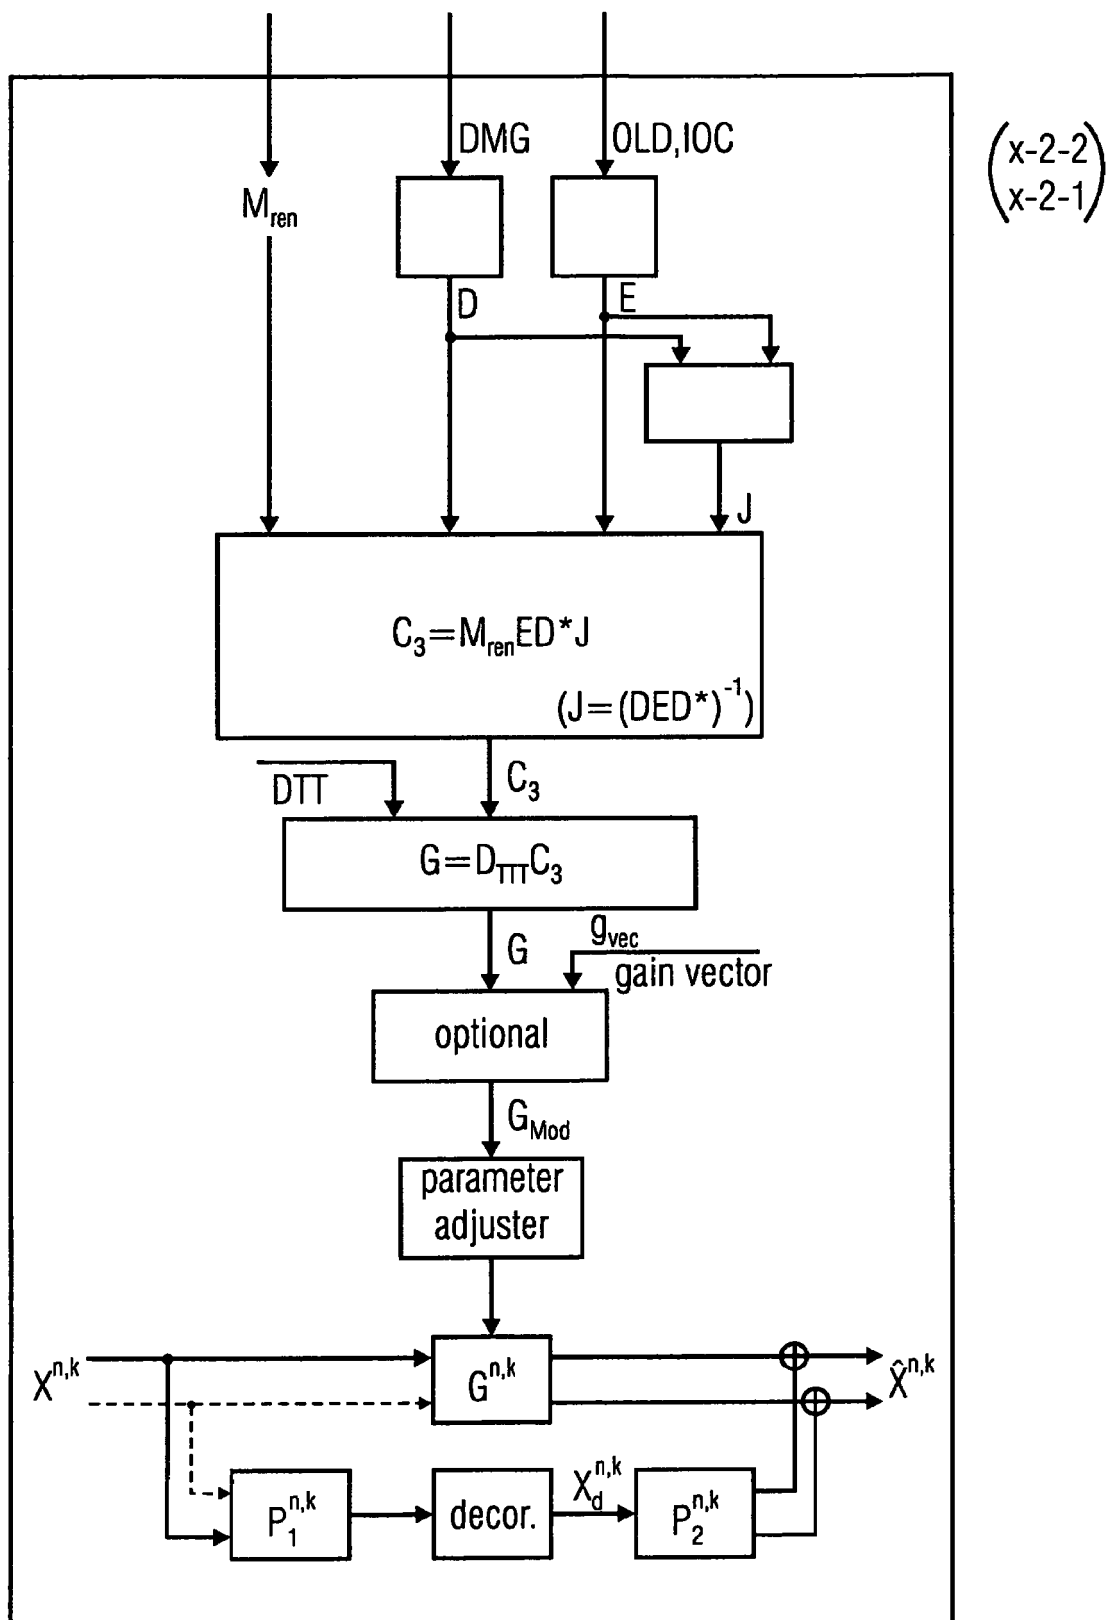 DMG
OLD,IOC
(x-2-2
x-2-1)
M_ren
D
E
J
C_3=M_renED*J
(J=(DED*)^-1)
DTT
C_3
G=D_TTTC_3
G
g_vec
gain vector
optional
G_Mod
parameter
adjuster
X^n,k
G^n,k
X̂^n,k
P_1^n,k
decor.
X_d^n,k
P_2^n,k